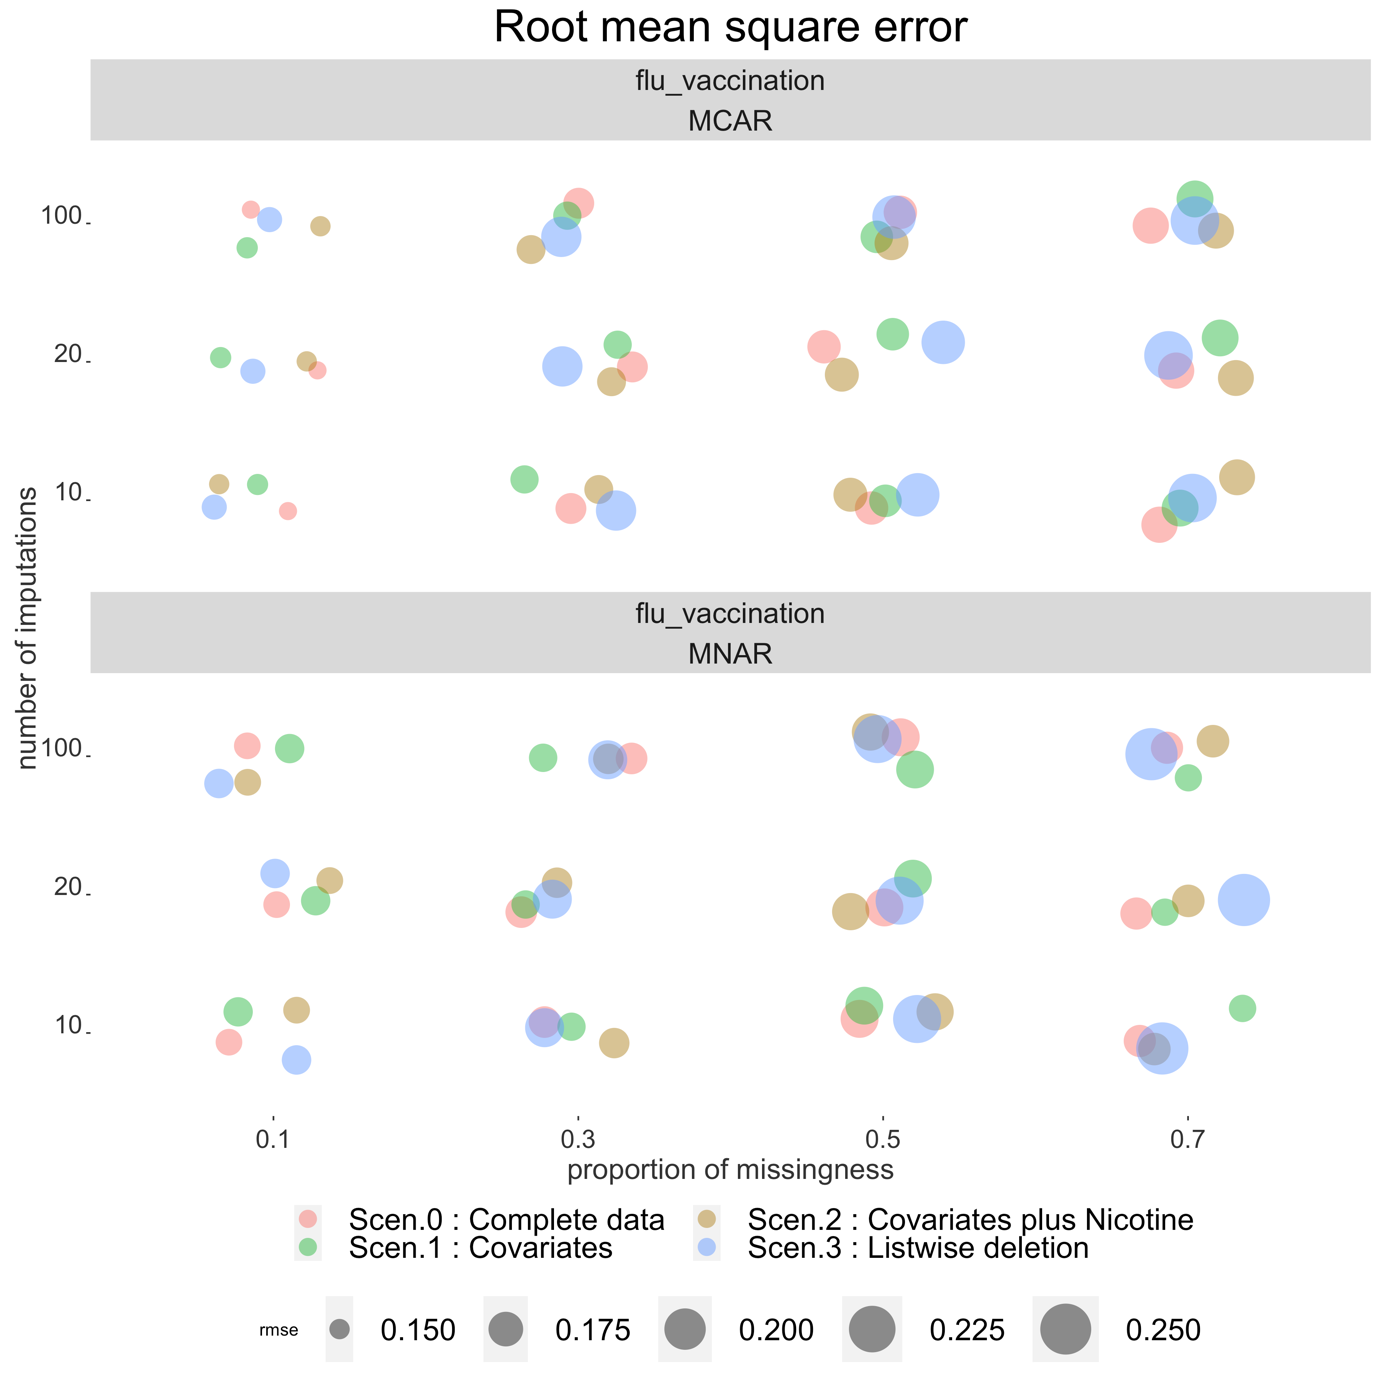 Root mean square error
flu_vaccination
MCAR
100
20
10
number of imputations
flu_vaccination
MNAR
100
20
10
0.1 0.3 0.5 0.7
proportion of missingness
Scen.0 : Complete data Scen.2 : Covariates plus Nicotine
Scen.1 : Covariates Scen.3 : Listwise deletion
rmse 0.150 0.175 0.200 0.225 0.250